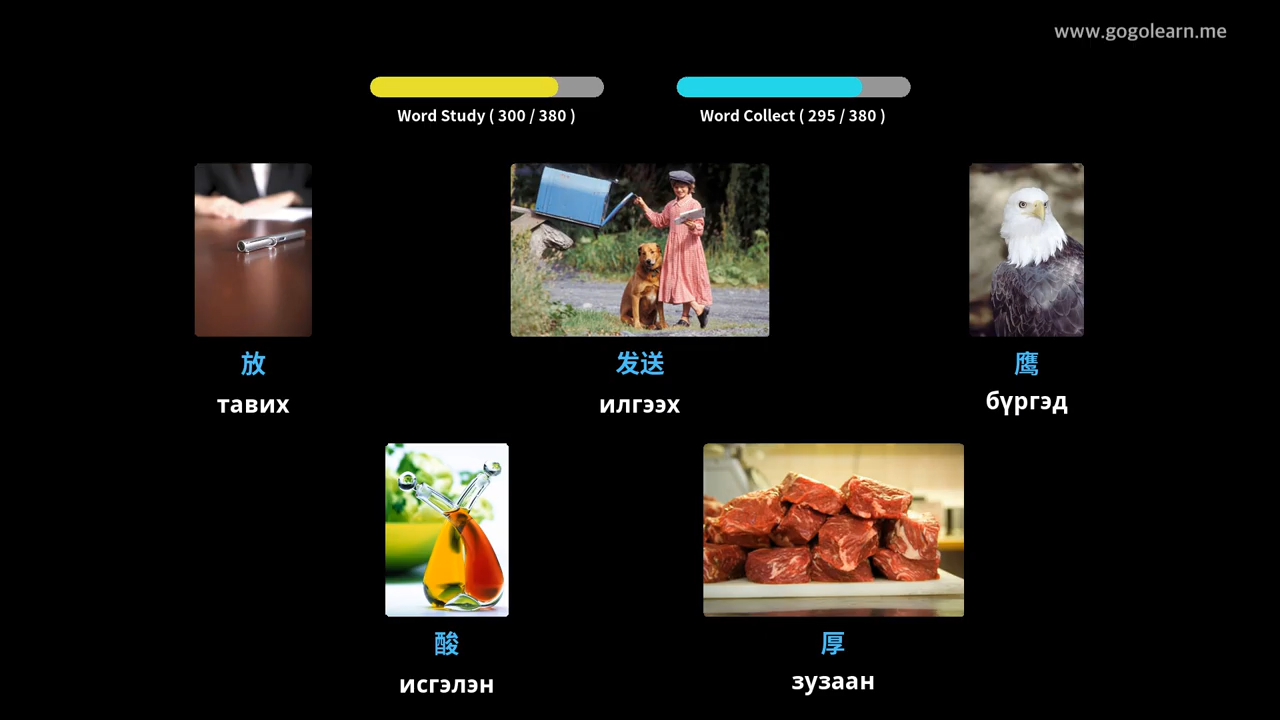 www.gogolearn.me
Word Study ( 300 / 380 )
Word Collect ( 295 / 380 )
放
тавих
发送
илгээх
鹰
бүргэд
酸
исгэлэн
厚
зузаан